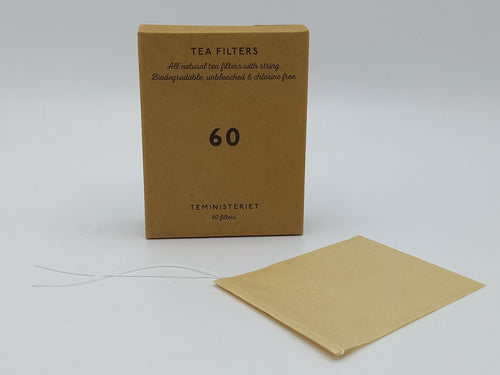 TEA FILTERS
All natural tea filters with string.
Biodegradable, unbleached & chlorine free
60
TEMINISTERIET
60 filters.